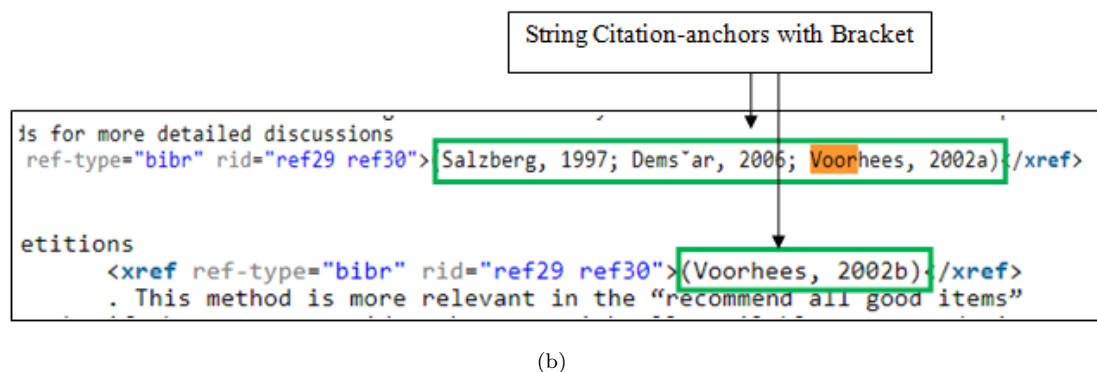 String Citation-anchors with Bracket
ds for more detailed discussions
ref-type="bibr" rid="ref29 ref30">(Salzberg, 1997; Demsˇar, 2006; Voorhees, 2002a)</xref>
etitions
<xref ref-type="bibr" rid="ref29 ref30">(Voorhees, 2002b)</xref>
. This method is more relevant in the “recommend all good items”
(b)